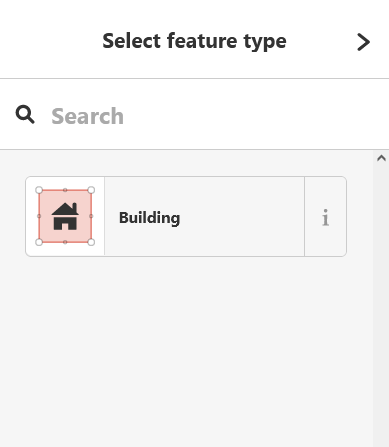 Select feature type
Search
Building
i